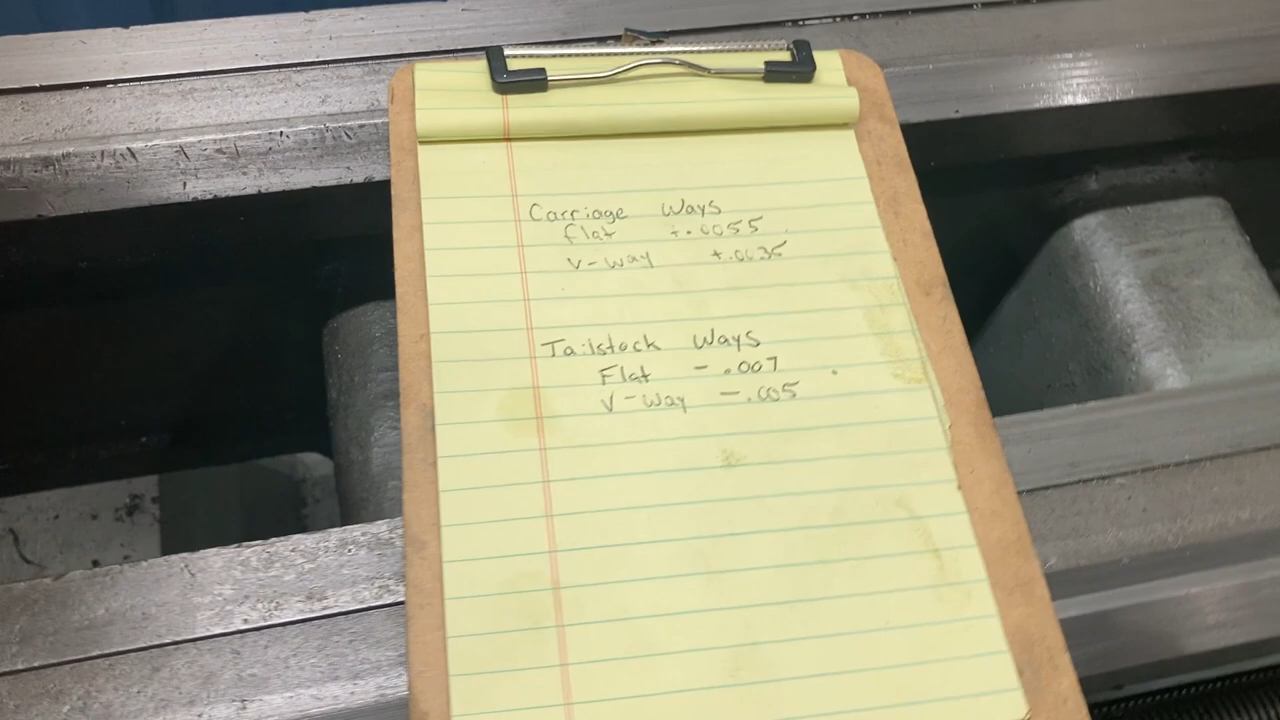 Carriage Ways
flat +.0055
V-Way +.0035
Tailstock Ways
Flat -.007
V-Way -.005